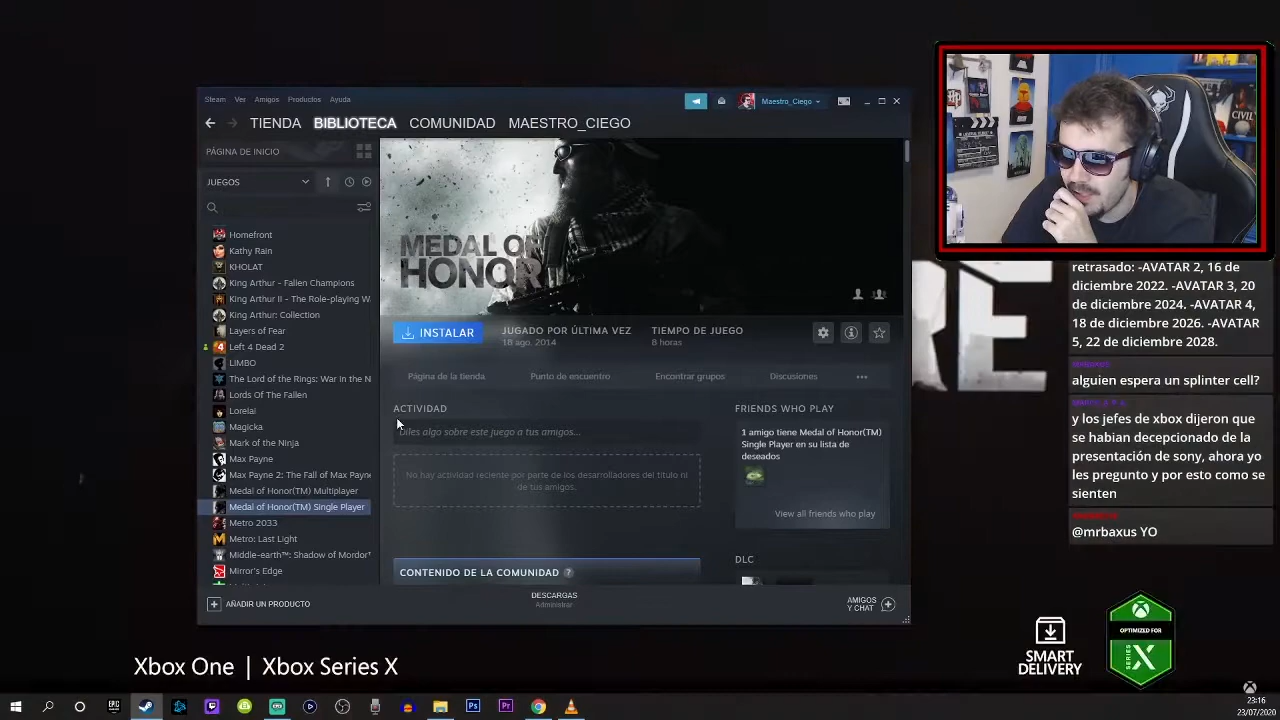 Steam Ver Amigos Productos Ayuda
Maestro_Ciego
TIENDA BIBLIOTECA COMUNIDAD MAESTRO_CIEGO
PÁGINA DE INICIO
JUEGOS
Homefront
Kathy Rain
KHOLAT
King Arthur - Fallen Champions
King Arthur II - The Role-playing W
King Arthur: Collection
Layers of Fear
Left 4 Dead 2
LIMBO
The Lord of the Rings: War In the N
Lords Of The Fallen
Lorelai
Magicka
Mark of the Ninja
Max Payne
Max Payne 2: The Fall of Max Payne
Medal of Honor(TM) Multiplayer
Medal of Honor(TM) Single Player
Metro 2033
Metro: Last Light
Middle-earth™: Shadow of Mordor™
Mirror's Edge
AÑADIR UN PRODUCTO
MEDAL OF
HONOR
INSTALAR
JUGADO POR ÚLTIMA VEZ
18 ago. 2014
TIEMPO DE JUEGO
8 horas
Página de la tienda Punto de encuentro Encontrar grupos Discusiones
ACTIVIDAD
Diles algo sobre este juego a tus amigos...
No hay actividad reciente por parte de los desarrolladores del título ni
de tus amigos.
CONTENIDO DE LA COMUNIDAD ?
FRIENDS WHO PLAY
1 amigo tiene Medal of Honor(TM)
Single Player en su lista de
deseados
View all friends who play
DLC
DESCARGAS
Administrar
AMIGOS
Y CHAT
CIVIL
retrasado: -AVATAR 2, 16 de
diciembre 2022. -AVATAR 3, 20
de diciembre 2024. -AVATAR 4,
18 de diciembre 2026. -AVATAR
5, 22 de diciembre 2028.
alguien espera un splinter cell?
y los jefes de xbox dijeron que
se habian decepcionado de la
presentación de sony, ahora yo
les pregunto y por esto como se
sienten
@mrbaxus YO
RE
Xbox One | Xbox Series X
SMART
DELIVERY
OPTIMIZED FOR
SERIES X
EPIC
Ps
Pr
23:16
23/07/2020